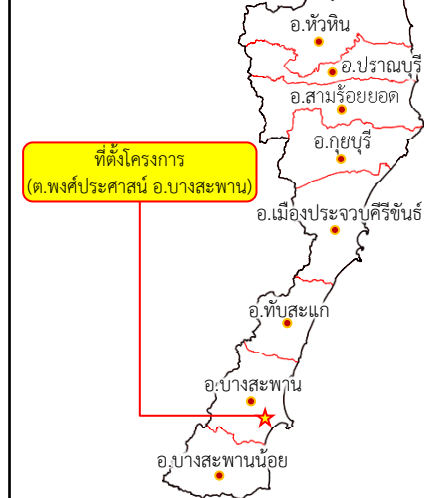 อ.หัวหิน
อ.ปราณบุรี
อ.สามร้อยยอด
อ.กุยบุรี
ที่ตั้งโครงการ
(ต.พงศ์ประศาสน์ อ.บางสะพาน)
อ.เมืองประจวบคีรีขันธ์
อ.ทับสะแก
อ.บางสะพาน
อ.บางสะพานน้อย